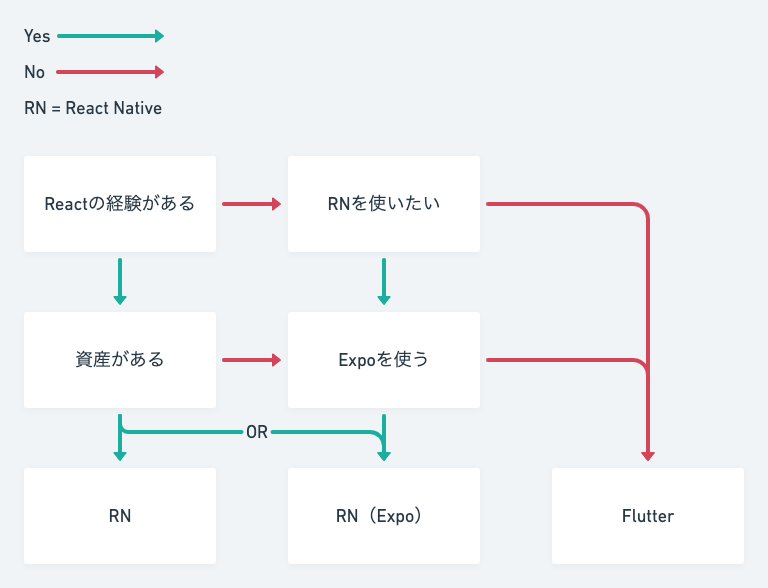 Yes
No
RN = React Native
Reactの経験がある
RNを使いたい
資産がある
Expoを使う
OR
RN
RN（Expo）
Flutter